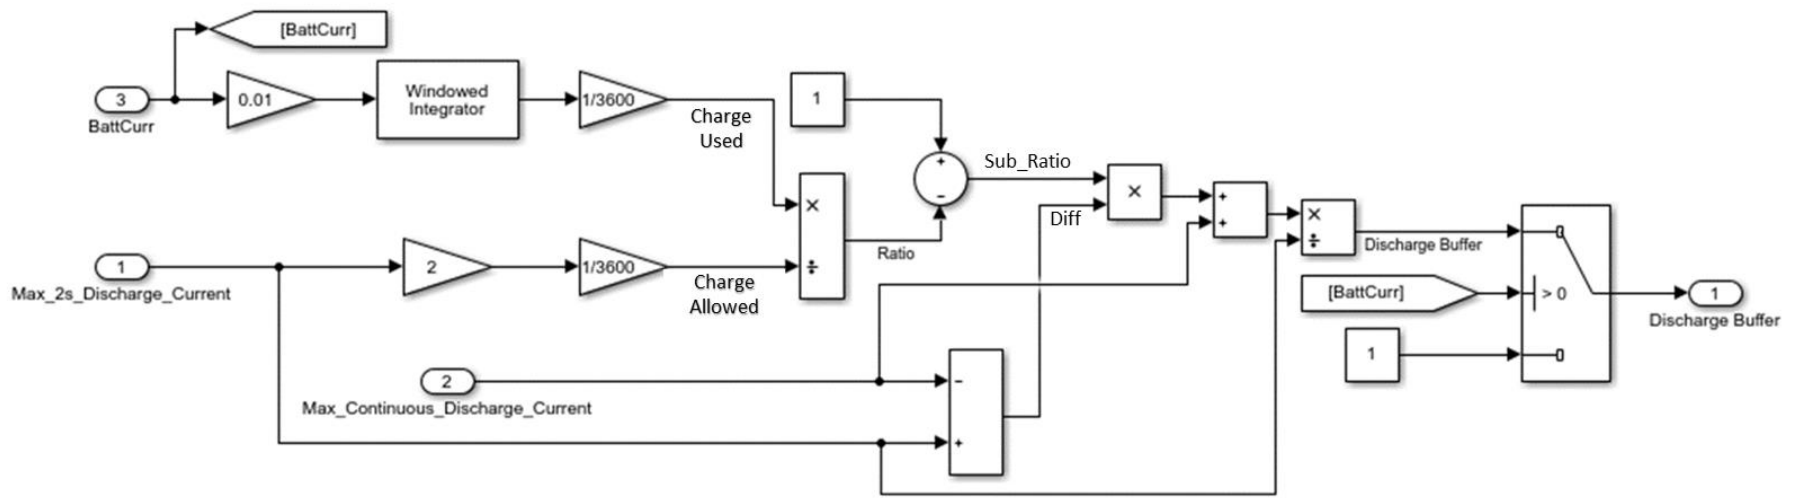 [BattCurr]
3
BattCurr
0.01
Windowed
Integrator
1/3600
Charge
Used
1
+
-
Sub_Ratio
×
÷
Ratio
1
Max_2s_Discharge_Current
2
1/3600
Charge
Allowed
2
Max_Continuous_Discharge_Current
-
+
Diff
×
+
+
×
÷
Discharge Buffer
[BattCurr]
> 0
1
1
Discharge Buffer